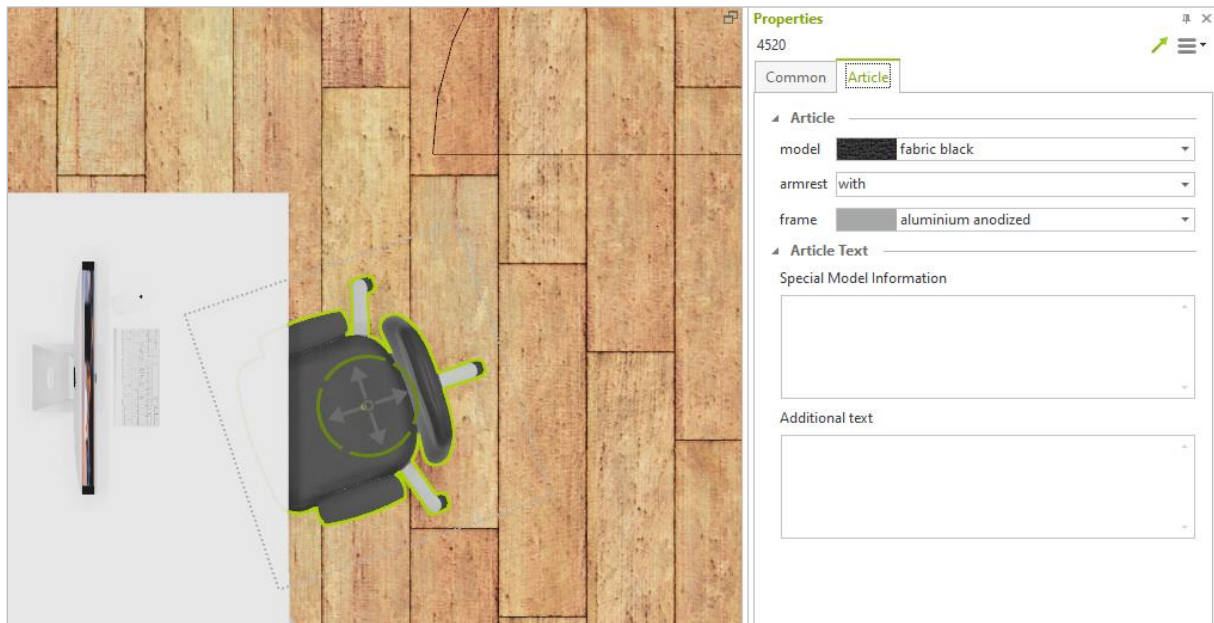 Properties
4520
Common Article
Article
model fabric black
armrest with
frame aluminium anodized
Article Text
Special Model Information
Additional text